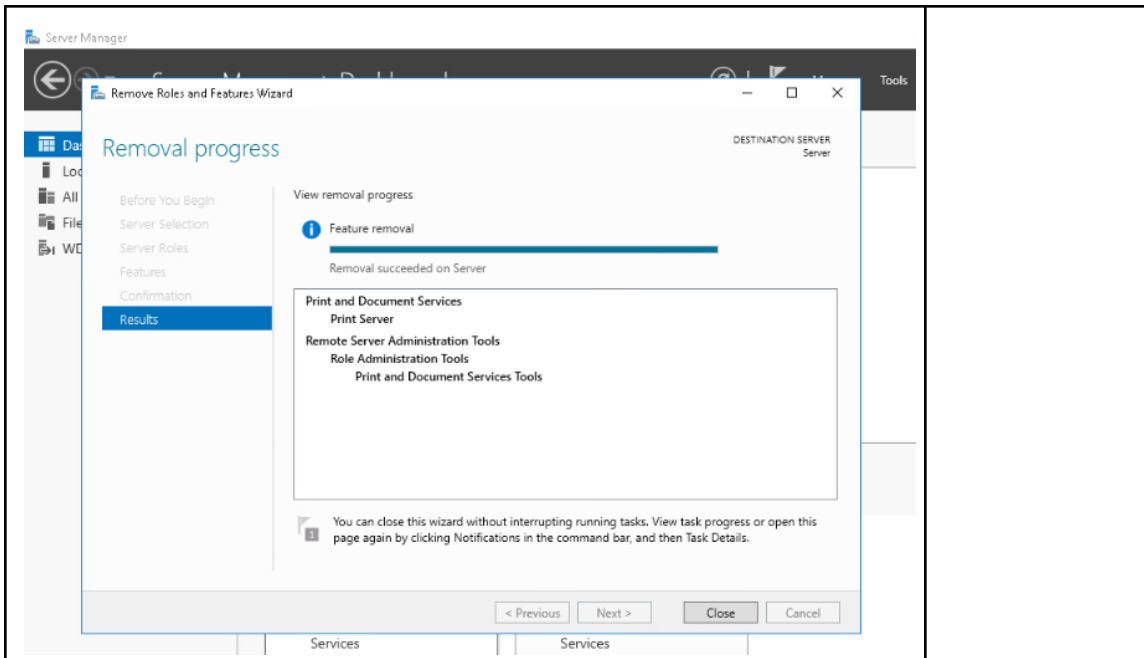 Server Manager
Tools
Remove Roles and Features Wizard
Removal progress
DESTINATION SERVER
Server
Before You Begin
Server Selection
Server Roles
Features
Confirmation
Results
View removal progress
Feature removal
Removal succeeded on Server
Print and Document Services
Print Server
Remote Server Administration Tools
Role Administration Tools
Print and Document Services Tools
1
You can close this wizard without interrupting running tasks. View task progress or open this
page again by clicking Notifications in the command bar, and then Task Details.
< Previous
Next >
Close
Cancel
All
File
Services
Services